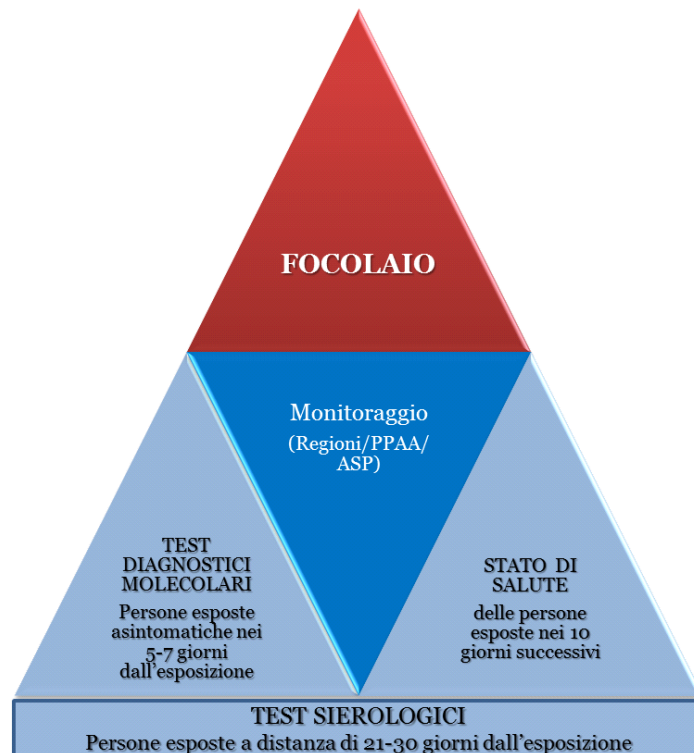 FOCOLAIO
Monitoraggio
(Regioni/PPAA/
ASP)
TEST
DIAGNOSTICI
MOLECOLARI
Persone esposte
asintomatiche nei
5-7 giorni
dall'esposizione
STATO DI
SALUTE
delle persone
esposte nei 10
giorni successivi
TEST SIEROLOGICI
Persone esposte a distanza di 21-30 giorni dall'esposizione